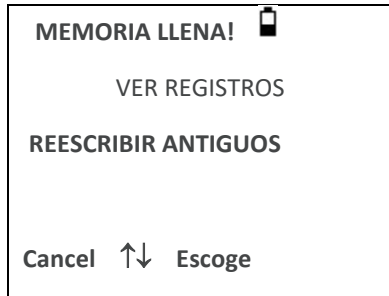 MEMORIA LLENA!
VER REGISTROS
REESCRIBIR ANTIGUOS
Cancel ↑↓ Escoge